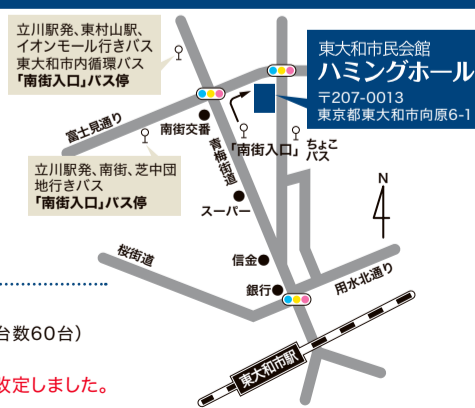 立川駅発、東村山駅、
イオンモール行きバス
東大和市内循環バス
「南街入口」バス停
東大和市民会館
ハミングホール
〒207-0013
東京都東大和市向原6-1
富士見通り
南街交番
青梅街道
「南街入口」
ちょこ
バス
立川駅発、南街、芝中団
地行きバス
「南街入口」バス停
スーパー
N
桜街道
信金
銀行
用水北通り
東大和市駅
台数60台）
改定しました。